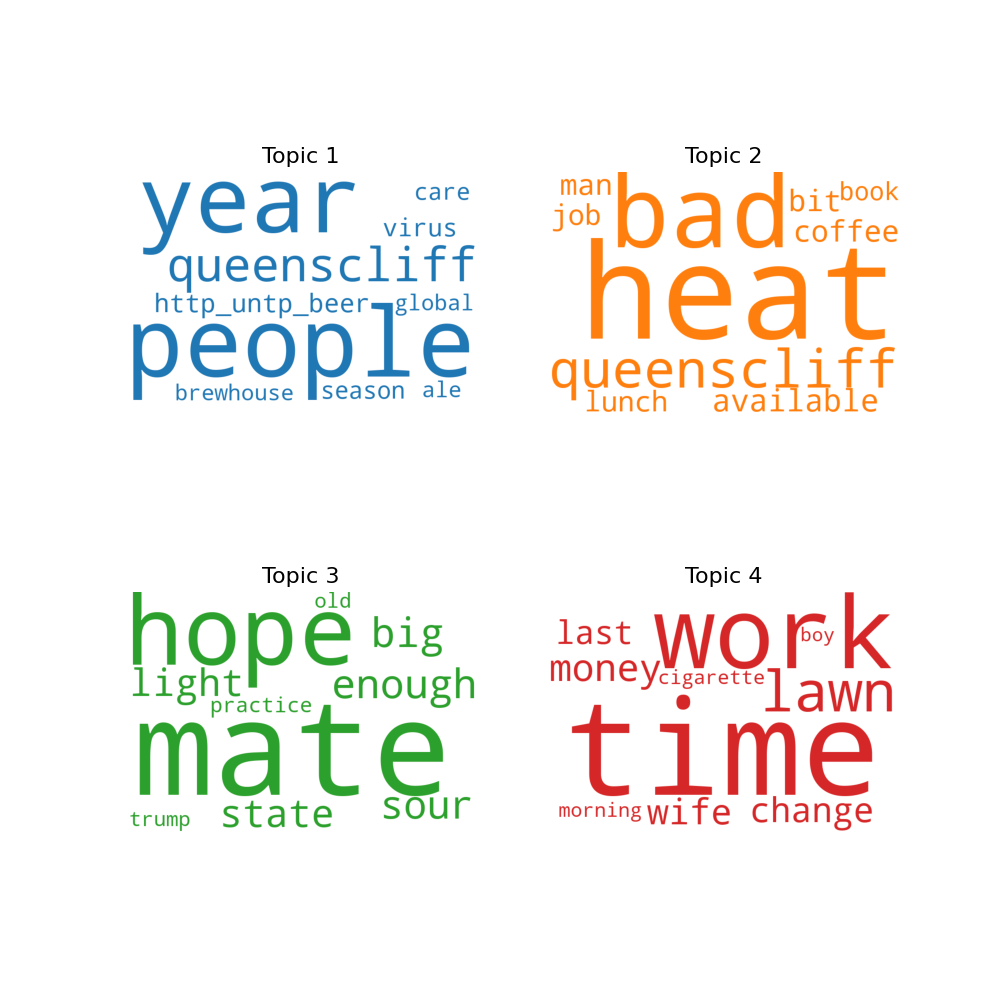 Topic 1
year
care
virus
queenscliff
http_untp_beer
global
people
brewhouse
season
ale
Topic 2
man
bad
bit
book
job
coffee
heat
queenscliff
lunch
available
Topic 3
hope
old
big
light
enough
practice
mate
state
sour
trump
Topic 4
last
work
boy
money
cigarette
lawn
time
morning
wife
change